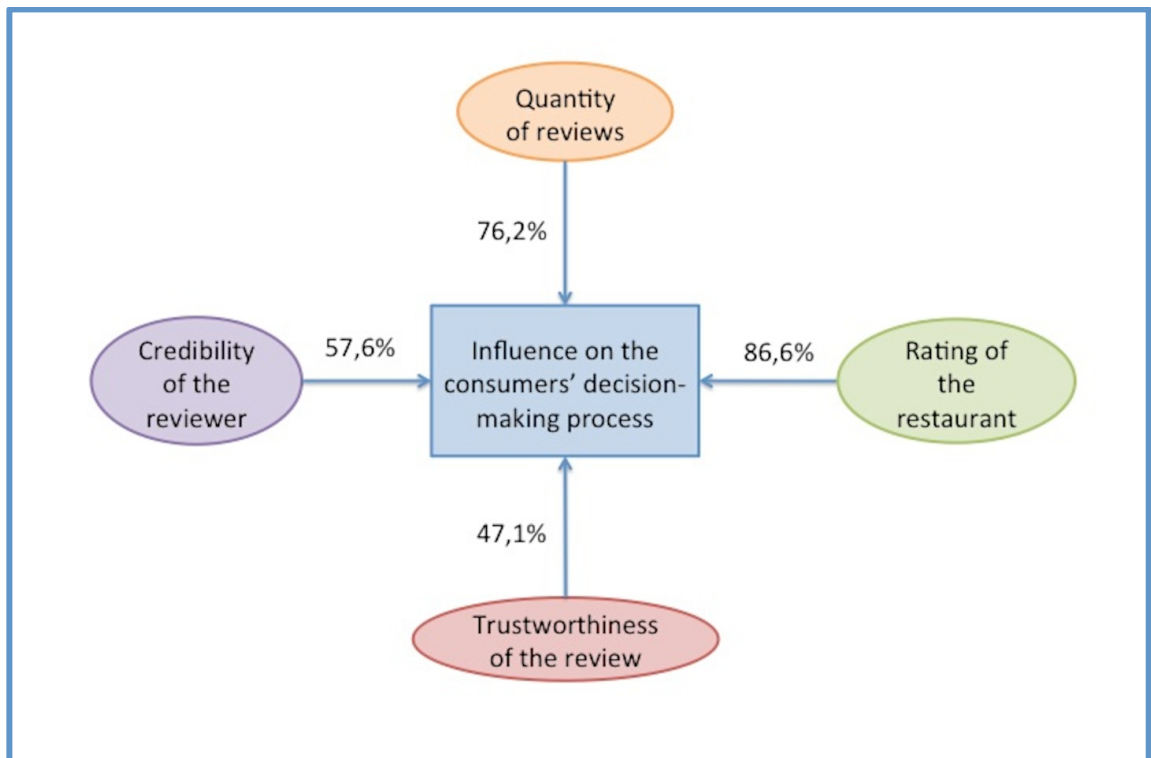 Quantity
of reviews
76,2%
Credibility
of the
reviewer
57,6%
Influence on the
consumers’ decision-
making process
86,6%
Rating of
the
restaurant
47,1%
Trustworthiness
of the review